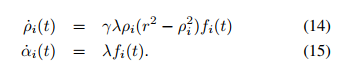 ρ̇ᵢ(t) = γλρᵢ(r² − ρᵢ²)fᵢ(t) (14)
α̇ᵢ(t) = λfᵢ(t). (15)